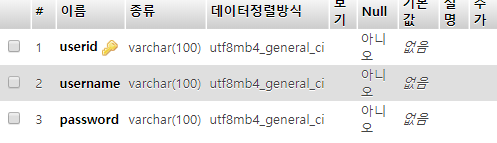 # 이름 종류 데이터정렬방식 보기 Null 기본값 설명 추가
1 userid varchar(100) utf8mb4_general_ci 아니오 없음
2 username varchar(100) utf8mb4_general_ci 아니오 없음
3 password varchar(100) utf8mb4_general_ci 아니오 없음